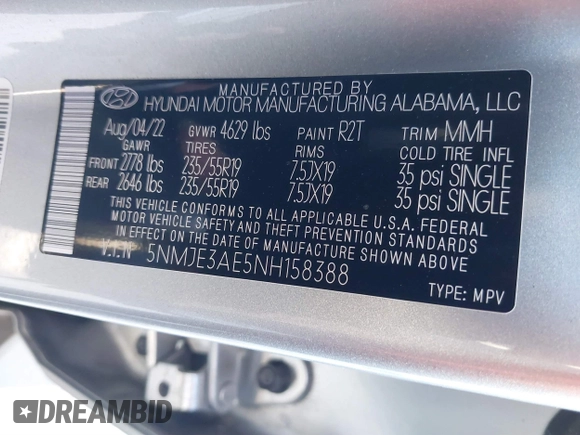 MANUFACTURED BY
HYUNDAI MOTOR MANUFACTURING ALABAMA, LLC
Aug/04/22 GVWR 4629 lbs PAINT R2T TRIM MMH
GAWR TIRES RIMS COLD TIRE INFL
FRONT 2778 lbs 235/55R19 7.5JX19 35 psi SINGLE
REAR 2646 lbs 235/55R19 7.5JX19 35 psi SINGLE
THIS VEHICLE CONFORMS TO ALL APPLICABLE U.S.A. FEDERAL
MOTOR VEHICLE SAFETY AND THEFT PREVENTION STANDARDS
IN EFFECT ON THE DATE OF MANUFACTURE SHOWN ABOVE
V.I.N 5NMJE3AE5NH158388
TYPE: MPV
DREAMBID